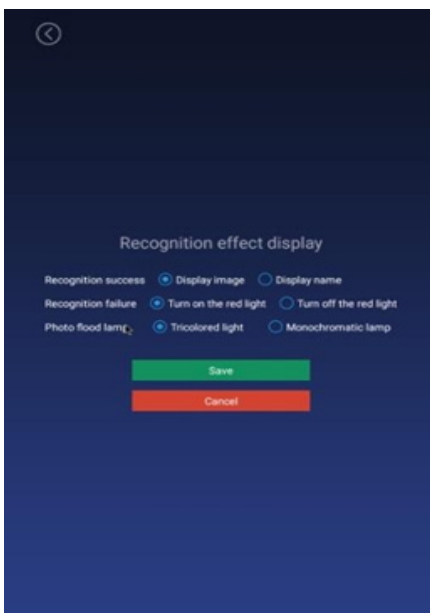 Recognition effect display
Recognition success Display image Display name
Recognition failure Turn on the red light Turn off the red light
Photo flood lamp Tricolored light Monochromatic lamp
Save
Cancel